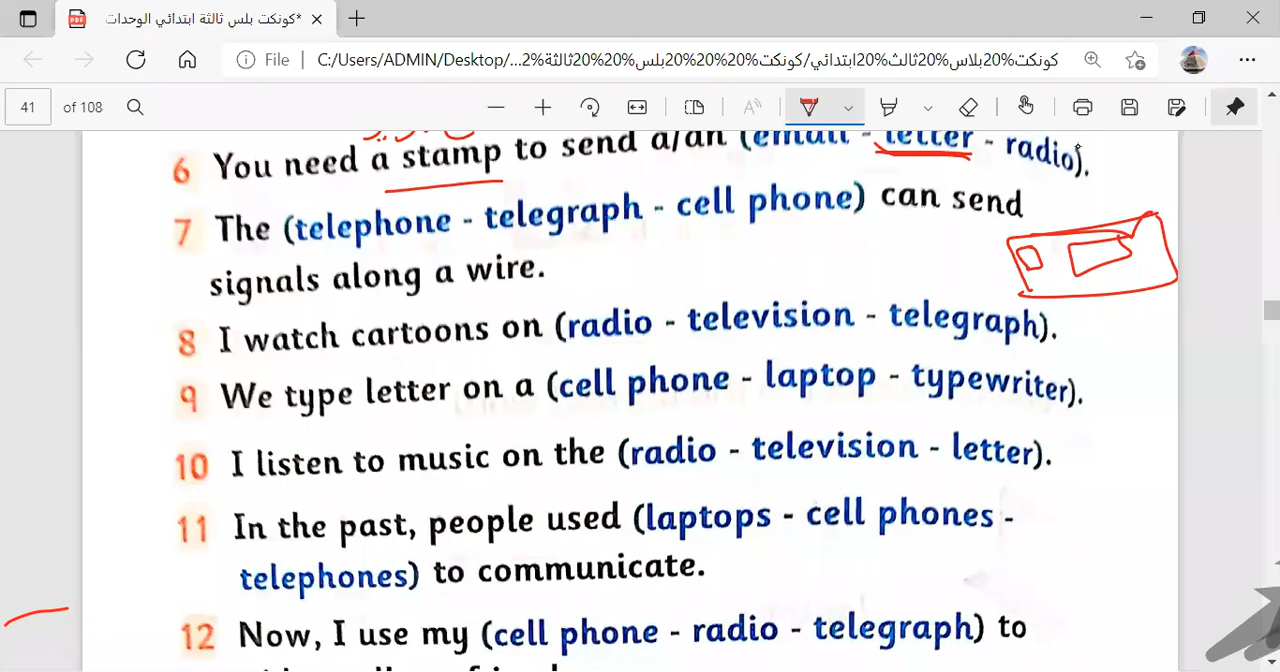 *كونكت بلس ثالثة ابتدائي الوحدات
File
C:/Users/ADMIN/Desktop/كونكت%20بلاس%20ثالث%20ابتدائي/كونكت%20%20%20بلس%20%20ثالثة%2...
41 of 108
6 You need a stamp to send a/an (email - letter - radio).
7 The (telephone - telegraph - cell phone) can send
signals along a wire.
8 I watch cartoons on (radio - television - telegraph).
9 We type letter on a (cell phone - laptop - typewriter).
10 I listen to music on the (radio - television - letter).
11 In the past, people used (laptops - cell phones -
telephones) to communicate.
12 Now, I use my (cell phone - radio - telegraph) to